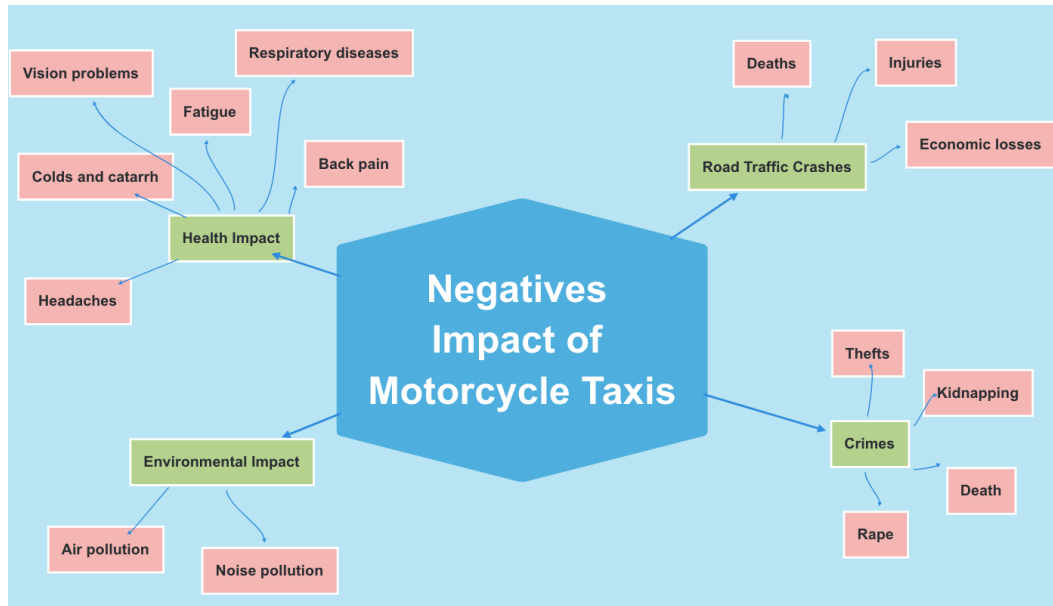 Respiratory diseases
Vision problems
Fatigue
Back pain
Colds and catarrh
Health Impact
Headaches
Deaths
Injuries
Economic losses
Road Traffic Crashes
Negatives
Impact of
Motorcycle Taxis
Thefts
Kidnapping
Crimes
Death
Rape
Environmental Impact
Air pollution
Noise pollution